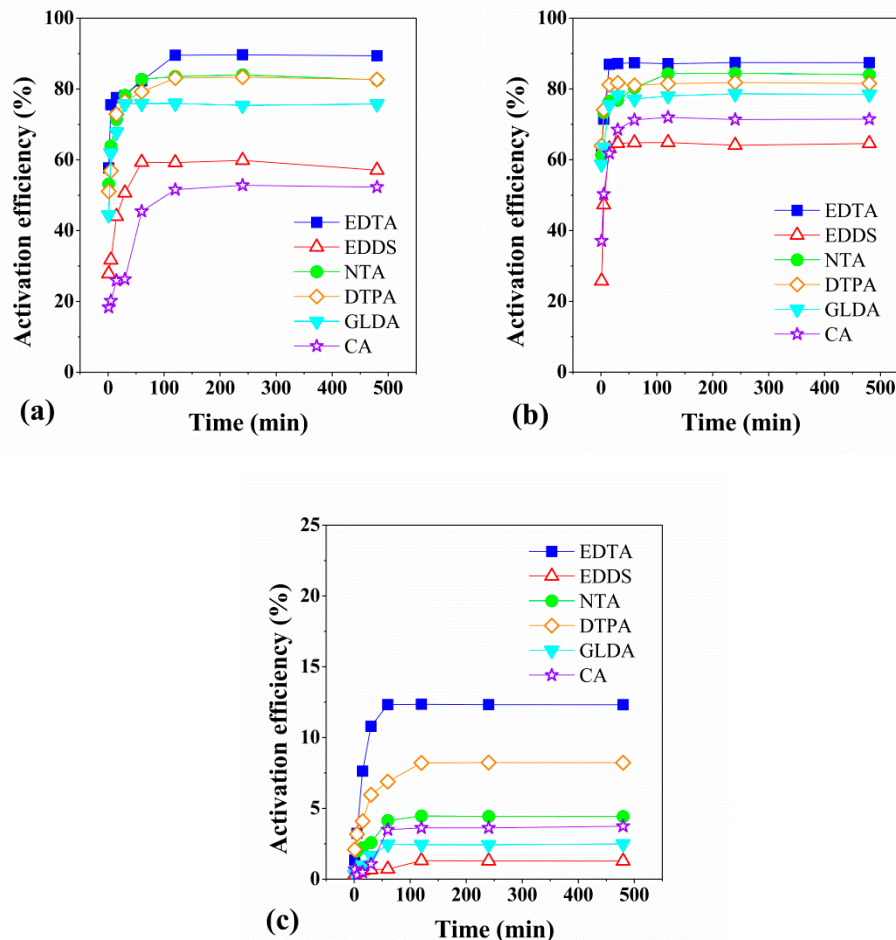 100
80
60
40
20
0
Activation efficiency (%)
EDTA
EDDS
NTA
DTPA
GLDA
CA
0 100 200 300 400 500
Time (min)
(a)
100
80
60
40
20
0
Activation efficiency (%)
EDTA
EDDS
NTA
DTPA
GLDA
CA
0 100 200 300 400 500
Time (min)
(b)
25
20
15
10
5
0
Activation efficiency (%)
EDTA
EDDS
NTA
DTPA
GLDA
CA
0 100 200 300 400 500
Time (min)
(c)